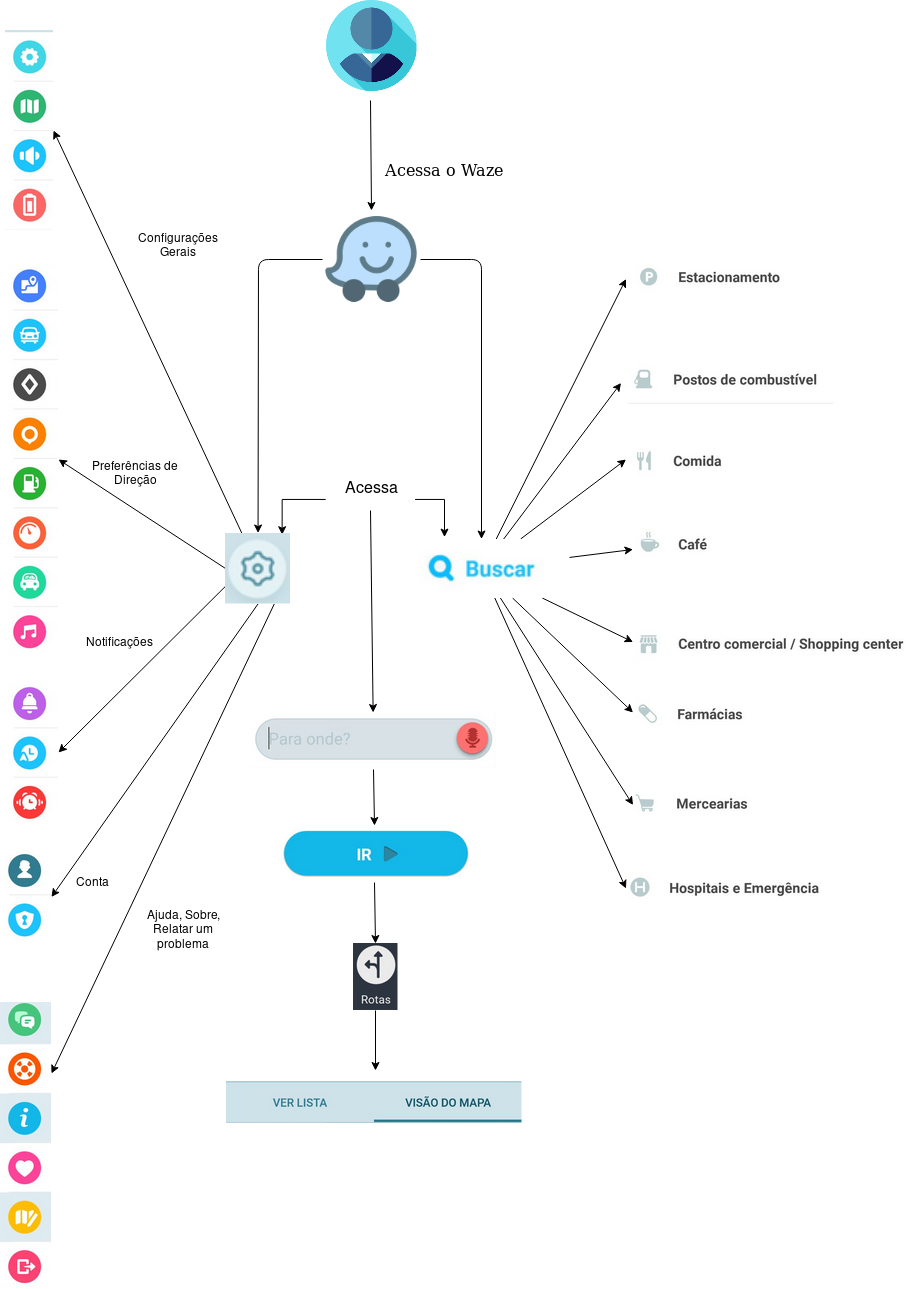 Acessa o Waze
Configurações
Gerais
Estacionamento
P
Postos de combustível
Comida
Preferências de
Direção
Acessa
Café
Buscar
Notificações
Centro comercial / Shopping center
Farmácias
Para onde?
Mercearias
IR
Conta
H
Hospitais e Emergência
Ajuda, Sobre,
Relatar um
problema
Rotas
VER LISTA
VISÃO DO MAPA